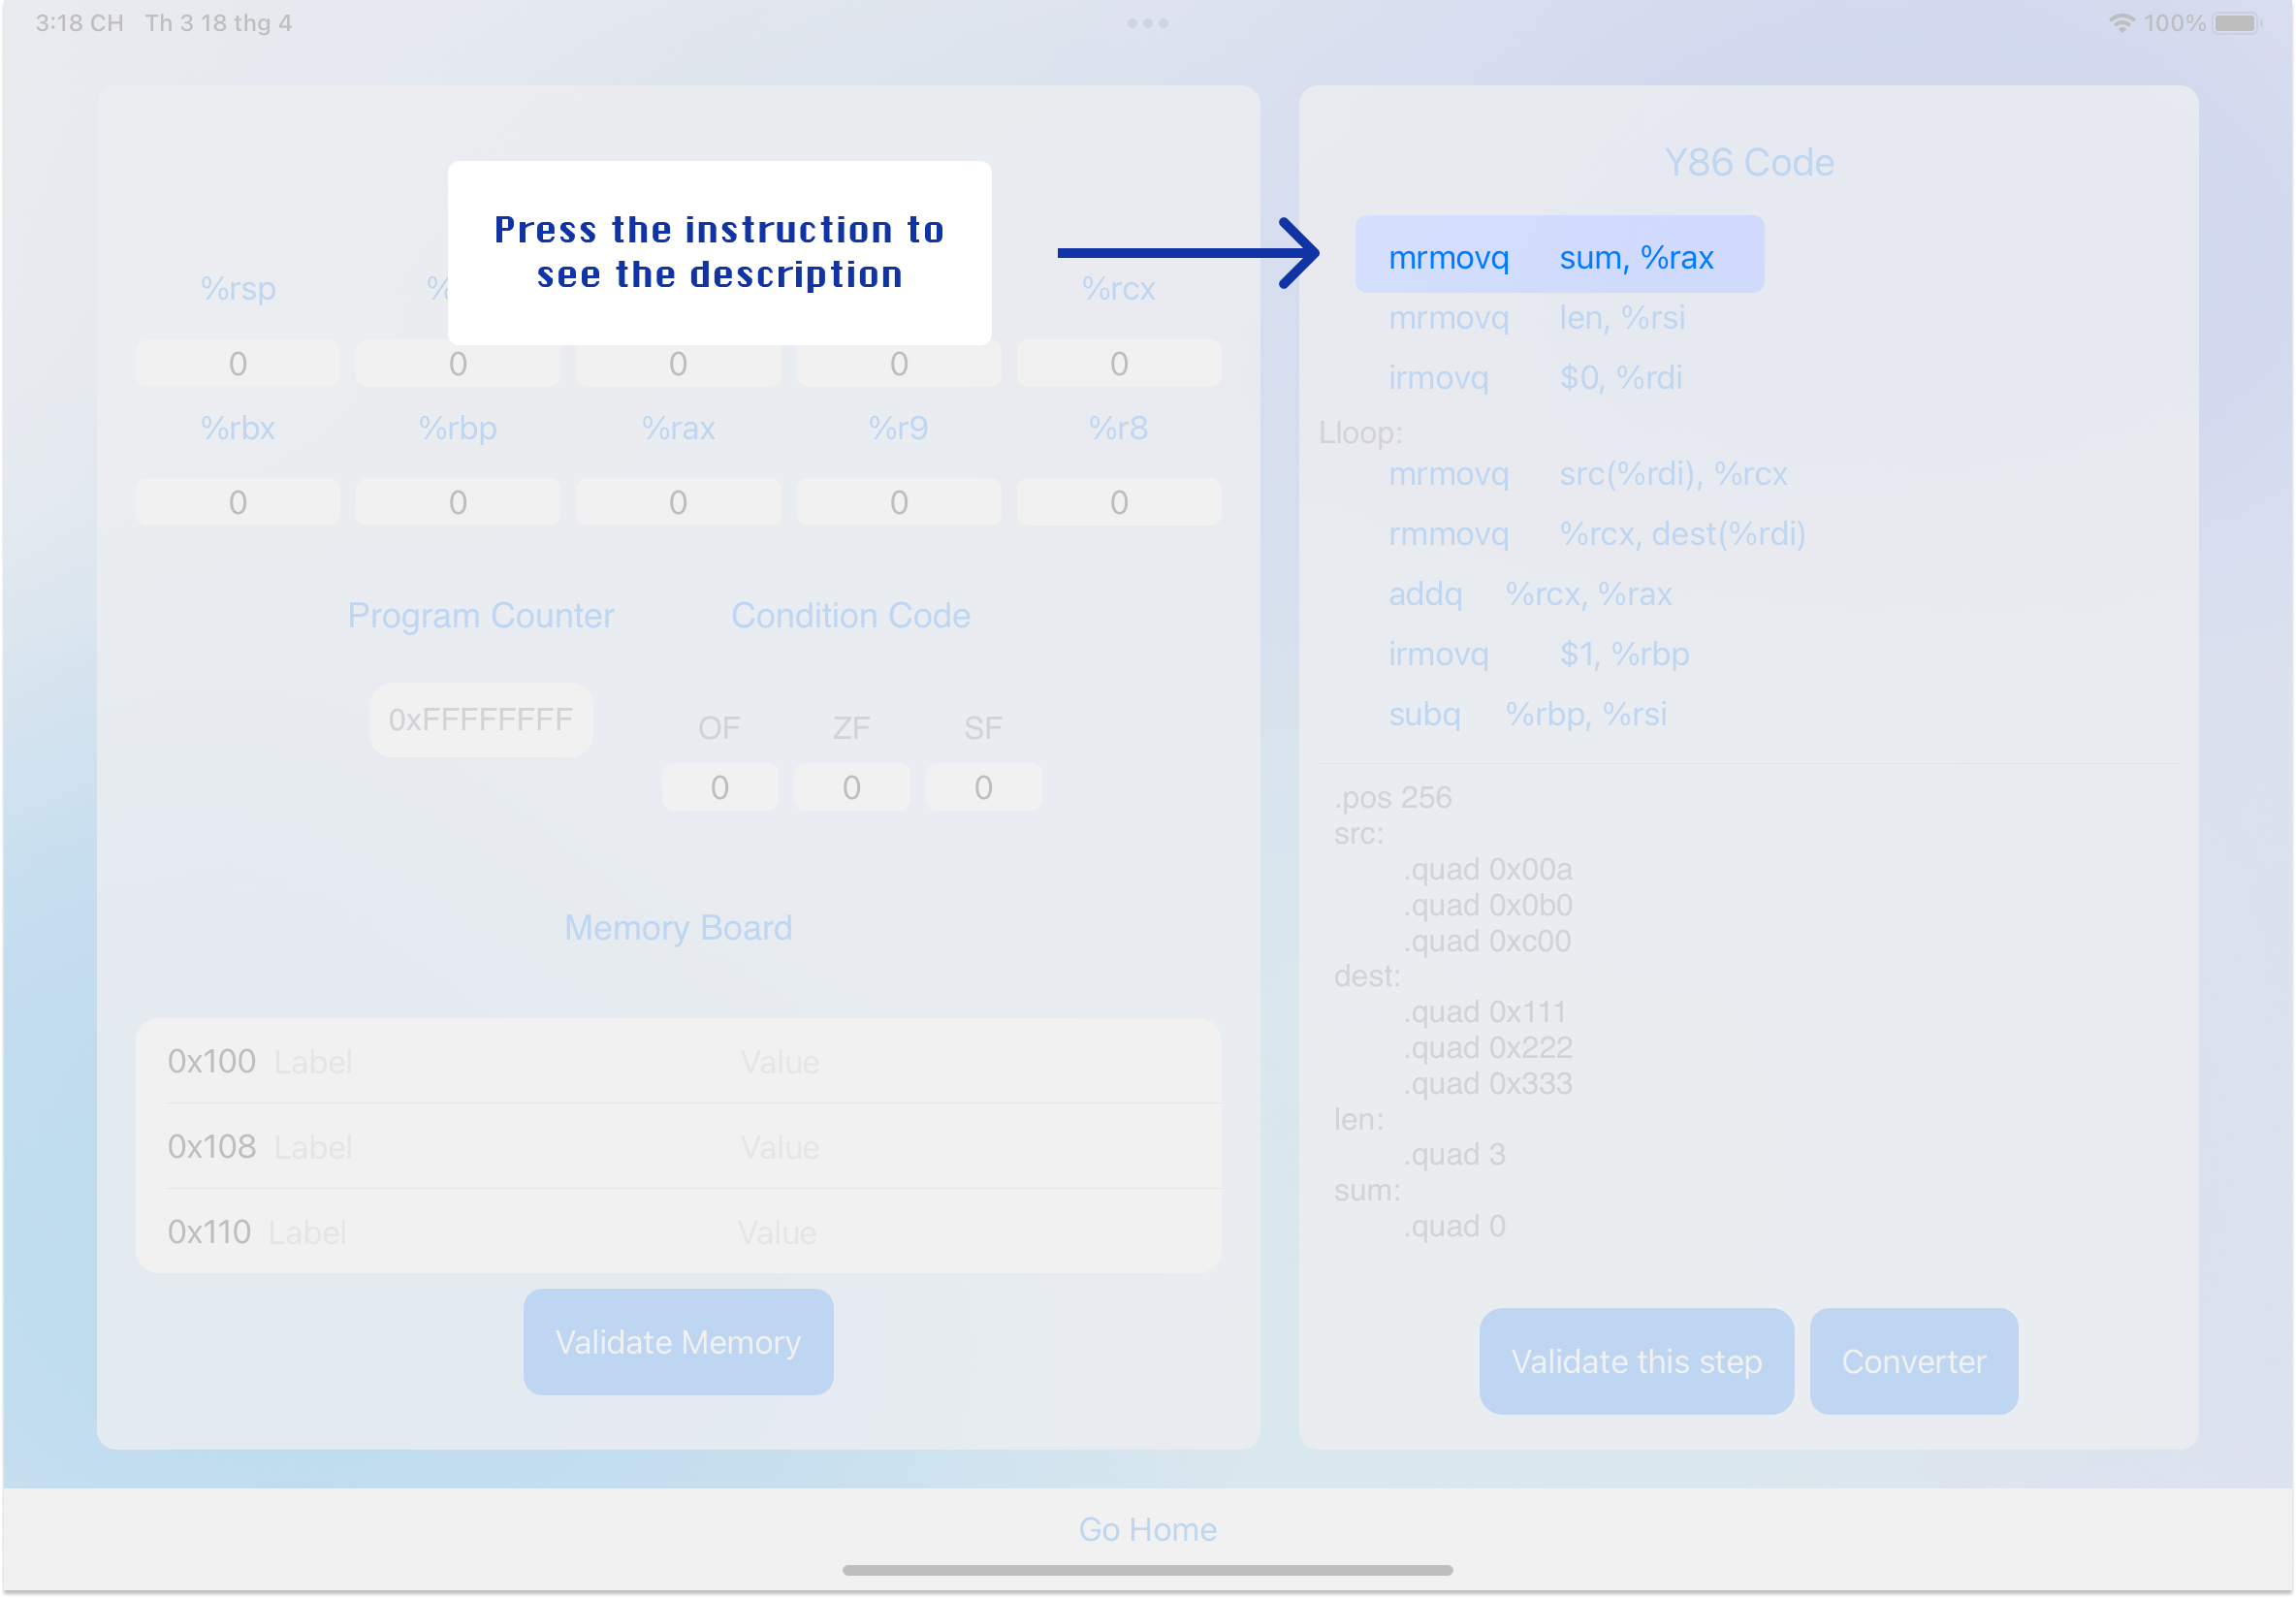 3:18 CH Th 3 18 thg 4
100%
Press the instruction to
see the description
%rsp % %rcx
0 0 0 0 0
%rbx %rbp %rax %r9 %r8
0 0 0 0 0
Program Counter Condition Code
0xFFFFFFFF
OF ZF SF
0 0 0
Memory Board
0x100 Label Value
0x108 Label Value
0x110 Label Value
Validate Memory
Y86 Code
mrmovq sum, %rax
mrmovq len, %rsi
irmovq $0, %rdi
Lloop:
mrmovq src(%rdi), %rcx
rmmovq %rcx, dest(%rdi)
addq %rcx, %rax
irmovq $1, %rbp
subq %rbp, %rsi
.pos 256
src:
.quad 0x00a
.quad 0x0b0
.quad 0xc00
dest:
.quad 0x111
.quad 0x222
.quad 0x333
len:
.quad 3
sum:
.quad 0
Validate this step Converter
Go Home